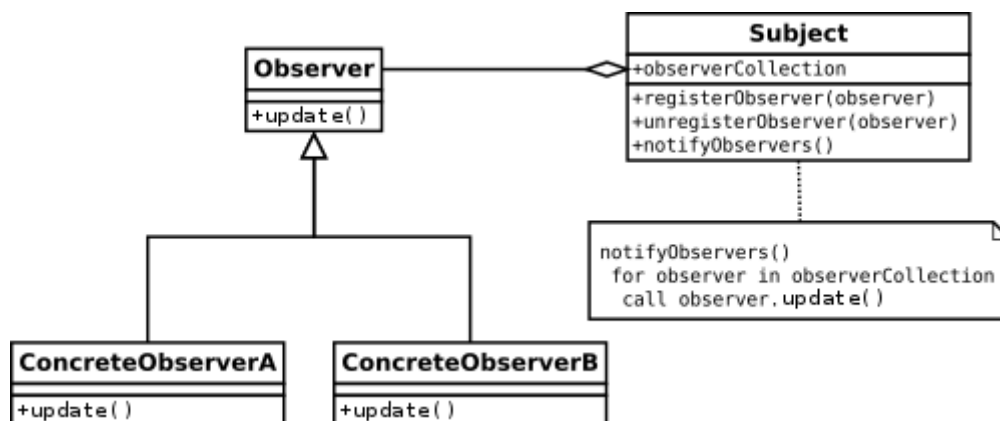 Observer
+update()
Subject
+observerCollection
+registerObserver(observer)
+unregisterObserver(observer)
+notifyObservers()
notifyObservers()
for observer in observerCollection
call observer.update()
ConcreteObserverA
+update()
ConcreteObserverB
+update()